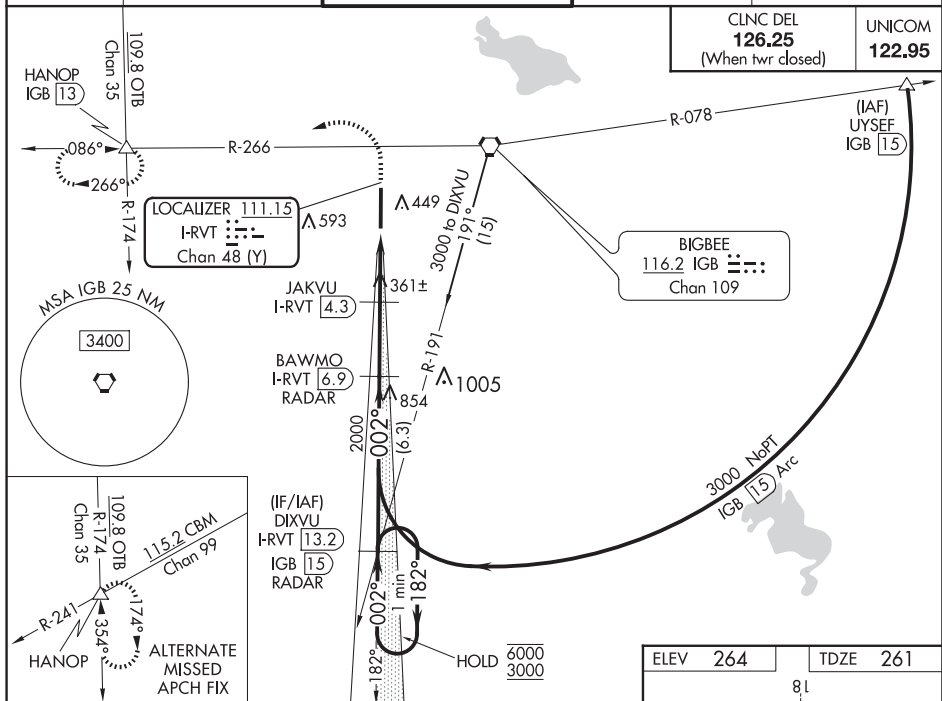 CLNC DEL
126.25
(When twr closed)
UNICOM
122.95
109.8 OTB
Chan 35
HANOP
IGB 13
086°
266°
R-266
R-174
R-078
(IAF)
UYSEF
IGB 15
LOCALIZER 111.15
I-RVT
Chan 48 (Y)
593
449
3000 to DIXVU
191°
(15)
BIGBEE
116.2 IGB
Chan 109
MSA IGB 25 NM
3400
JAKVU
I-RVT 4.3
361±
BAWMO
I-RVT 6.9
RADAR
R-191
1005
854
2000
002°
(6.3)
3000 NoPT
IGB 15 Arc
(IF/IAF)
DIXVU
I-RVT 13.2
IGB 15
RADAR
002°
1 min
182°
182°
HOLD 6000
3000
109.8 OTB
R-174
Chan 35
115.2 CBM
Chan 99
R-241
354°
174°
HANOP
ALTERNATE
MISSED
APCH FIX
ELEV 264
TDZE 261
18